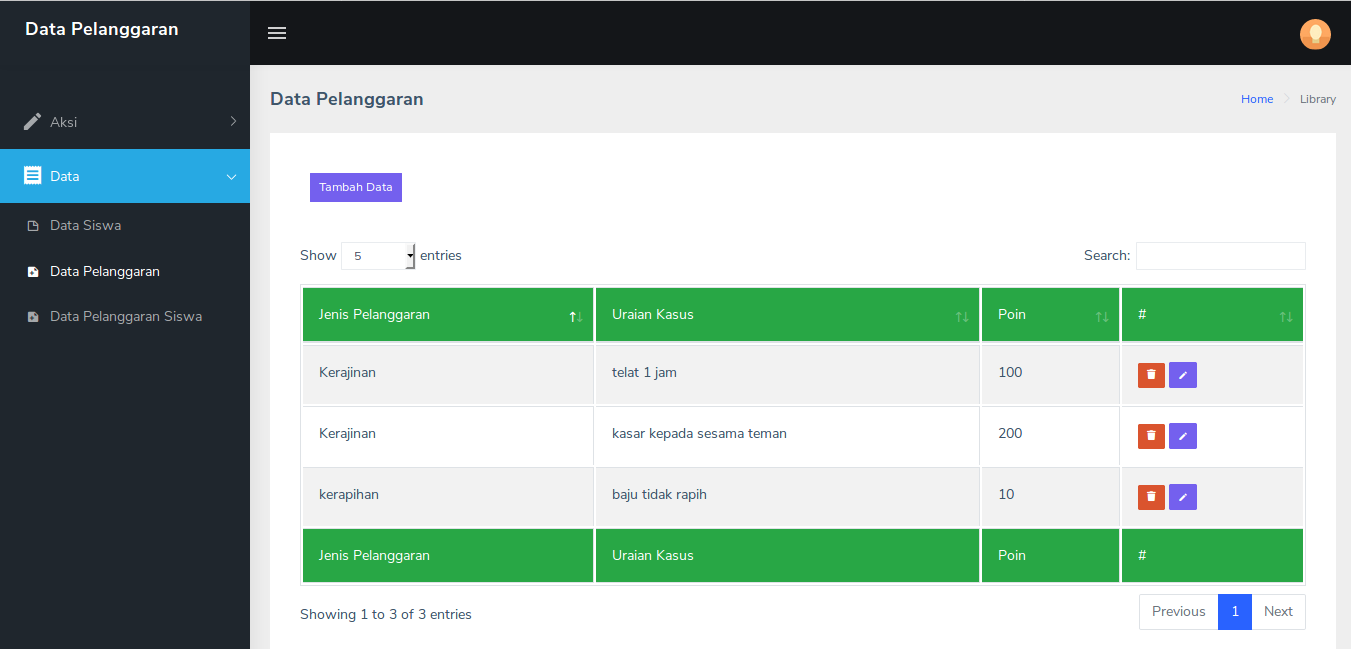 Data Pelanggaran
Aksi
Data
Data Siswa
Data Pelanggaran
Data Pelanggaran Siswa
Data Pelanggaran
Home Library
Tambah Data
Show 5 entries Search:
Jenis Pelanggaran Uraian Kasus Poin #
Kerajinan telat 1 jam 100
Kerajinan kasar kepada sesama teman 200
kerapihan baju tidak rapih 10
Jenis Pelanggaran Uraian Kasus Poin #
Showing 1 to 3 of 3 entries Previous 1 Next